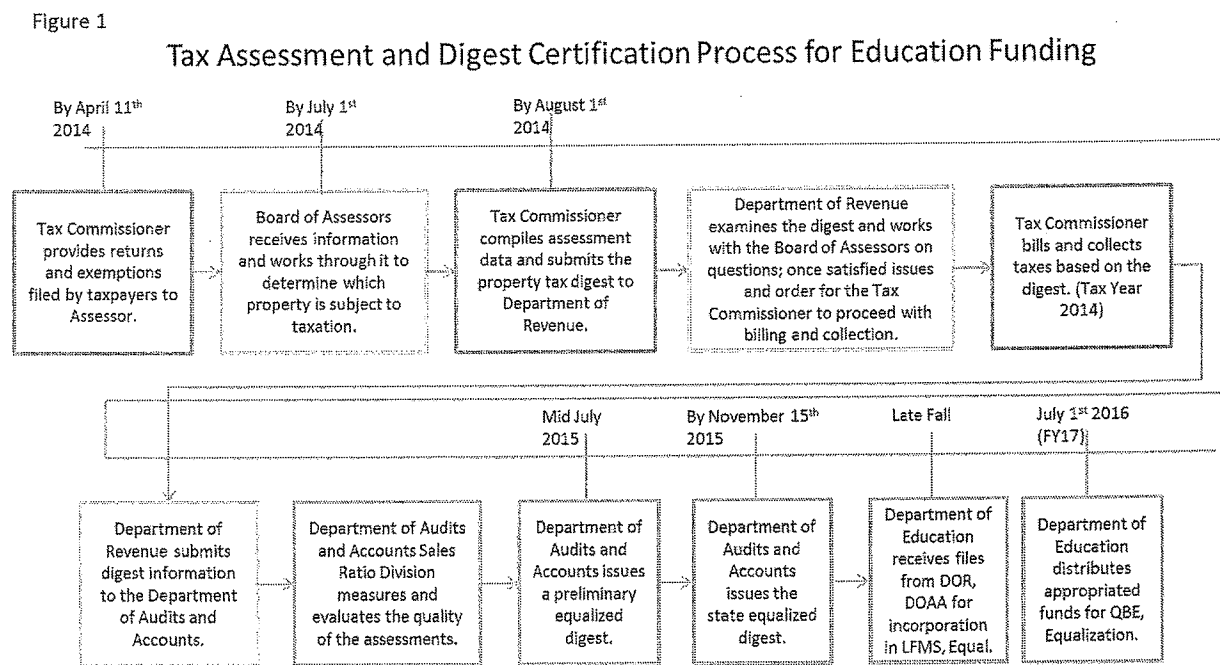 Figure 1
Tax Assessment and Digest Certification Process for Education Funding
By April 11th
2014
By July 1st
2014
By August 1st
2014
Tax Commissioner
provides returns
and exemptions
filed by taxpayers to
Assessor.
Board of Assessors
receives information
and works through it to
determine which
property is subject to
taxation.
Tax Commissioner
compiles assessment
data and submits the
property tax digest to
Department of
Revenue.
Department of Revenue
examines the digest and works
with the Board of Assessors on
questions; once satisfied issues
and order for the Tax
Commissioner to proceed with
billing and collection.
Tax Commissioner
bills and collects
taxes based on the
digest. (Tax Year
2014)
Mid July
2015
By November 15th
2015
Late Fall
July 1st 2016
(FY17)
Department of
Revenue submits
digest information
to the Department
of Audits and
Accounts.
Department of Audits
and Accounts Sales
Ratio Division
measures and
evaluates the quality
of the assessments.
Department of
Audits and
Accounts issues
a preliminary
equalized
digest.
Department of
Audits and
Accounts
issues the
state equalized
digest.
Department of
Education
receives files
from DOR,
DOAA for
incorporation
in LFMS, Equal.
Department of
Education
distributes
appropriated
funds for QBE,
Equalization.